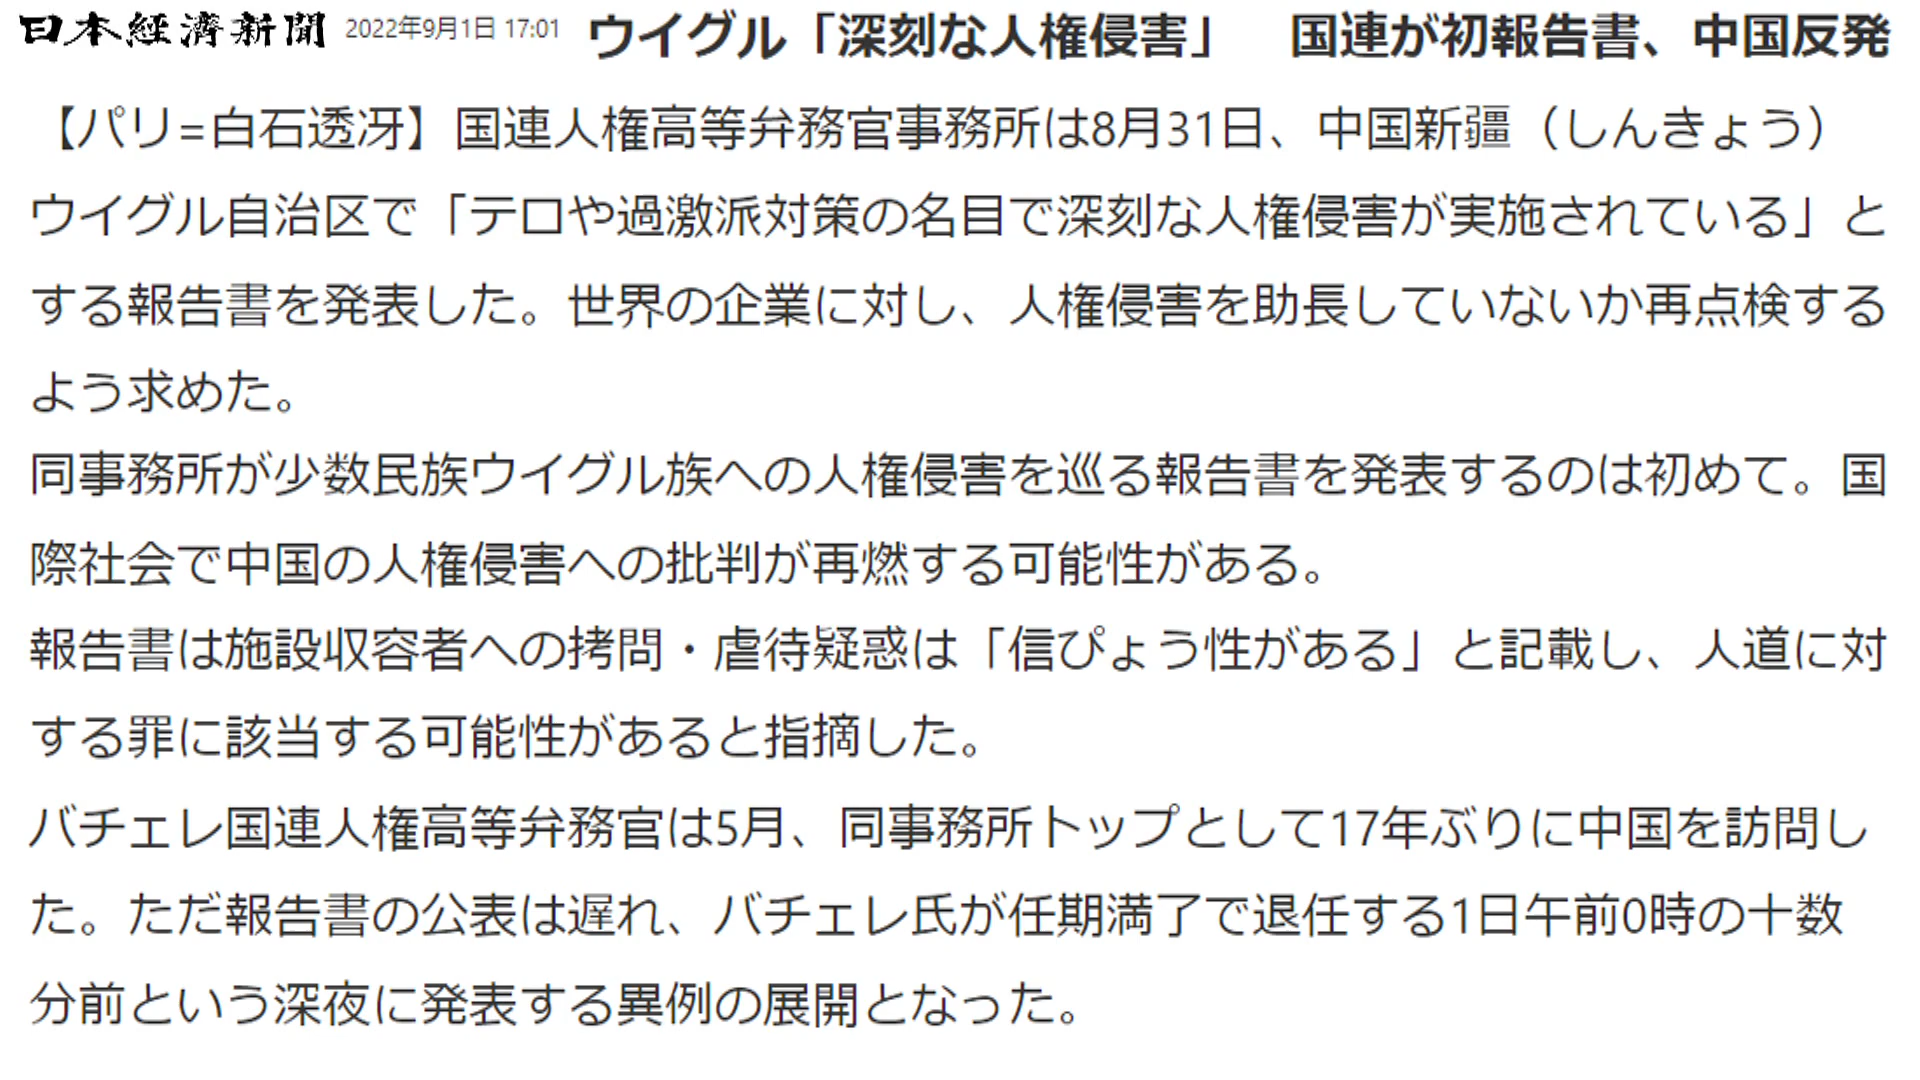 日本経済新聞 2022年9月1日 17:01 ウイグル「深刻な人権侵害」　国連が初報告書、中国反発
【パリ=白石透冴】国連人権高等弁務官事務所は8月31日、中国新疆（しんきょう）
ウイグル自治区で「テロや過激派対策の名目で深刻な人権侵害が実施されている」と
する報告書を発表した。世界の企業に対し、人権侵害を助長していないか再点検する
よう求めた。
同事務所が少数民族ウイグル族への人権侵害を巡る報告書を発表するのは初めて。国
際社会で中国の人権侵害への批判が再燃する可能性がある。
報告書は施設収容者への拷問・虐待疑惑は「信ぴょう性がある」と記載し、人道に対
する罪に該当する可能性があると指摘した。
バチェレ国連人権高等弁務官は5月、同事務所トップとして17年ぶりに中国を訪問し
た。ただ報告書の公表は遅れ、バチェレ氏が任期満了で退任する1日午前0時の十数
分前という深夜に発表する異例の展開となった。